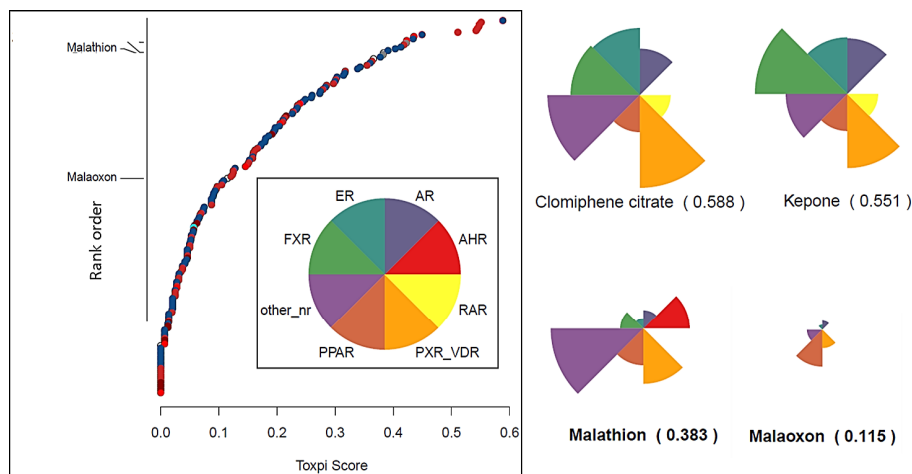 Malathion
Malaoxon
Rank order
ER
AR
FXR
AHR
other_nr
RAR
PPAR
PXR_VDR
0.0
0.1
0.2
0.3
0.4
0.5
0.6
Toxpi Score
Clomiphene citrate ( 0.588 )
Kepone ( 0.551 )
Malathion ( 0.383 )
Malaoxon ( 0.115 )